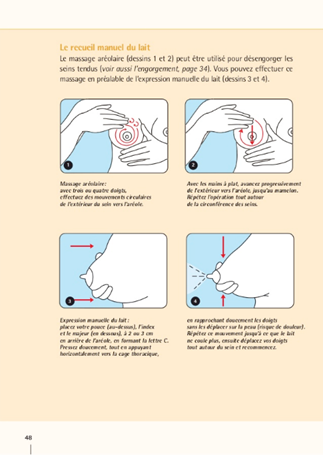 Le recueil manuel du lait
Le massage aréolaire (dessins 1 et 2) peut être utilisé pour désengorger les
seins tendus (voir aussi l'engorgement, page 34). Vous pouvez effectuer ce
massage en préalable de l'expression manuelle du lait (dessins 3 et 4).
1
2
Massage aréolaire :
avec trois ou quatre doigts,
effectuez des mouvements circulaires
de l'extérieur du sein vers l'aréole.
Avec les mains à plat, avancez progressivement
de l'extérieur vers l'aréole, jusqu'au mamelon.
Répétez l'opération tout autour
de la circonférence des seins.
3
4
Expression manuelle du lait :
placez votre pouce (au-dessus), l'index
et le majeur (en dessous), à 2 ou 3 cm
en arrière de l'aréole, en formant la lettre C.
Pressez doucement, tout en appuyant
horizontalement vers la cage thoracique,
en rapprochant doucement les doigts
sans les déplacer sur la peau (risque de douleur).
Répétez ce mouvement jusqu'à ce que le lait
ne coule plus, ensuite déplacez vos doigts
tout autour du sein et recommencez.
48